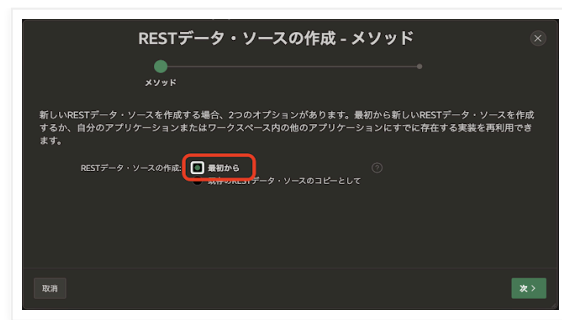 RESTデータ・ソースの作成 - メソッド
メソッド
新しいRESTデータ・ソースを作成する場合、2つのオプションがあります。最初から新しいRESTデータ・ソースを作成
するか、自分のアプリケーションまたはワークスペース内の他のアプリケーションにすでに存在する実装を再利用でき
ます。
RESTデータ・ソースの作成: 最初から
既存のRESTデータ・ソースのコピーとして
取消 次 >